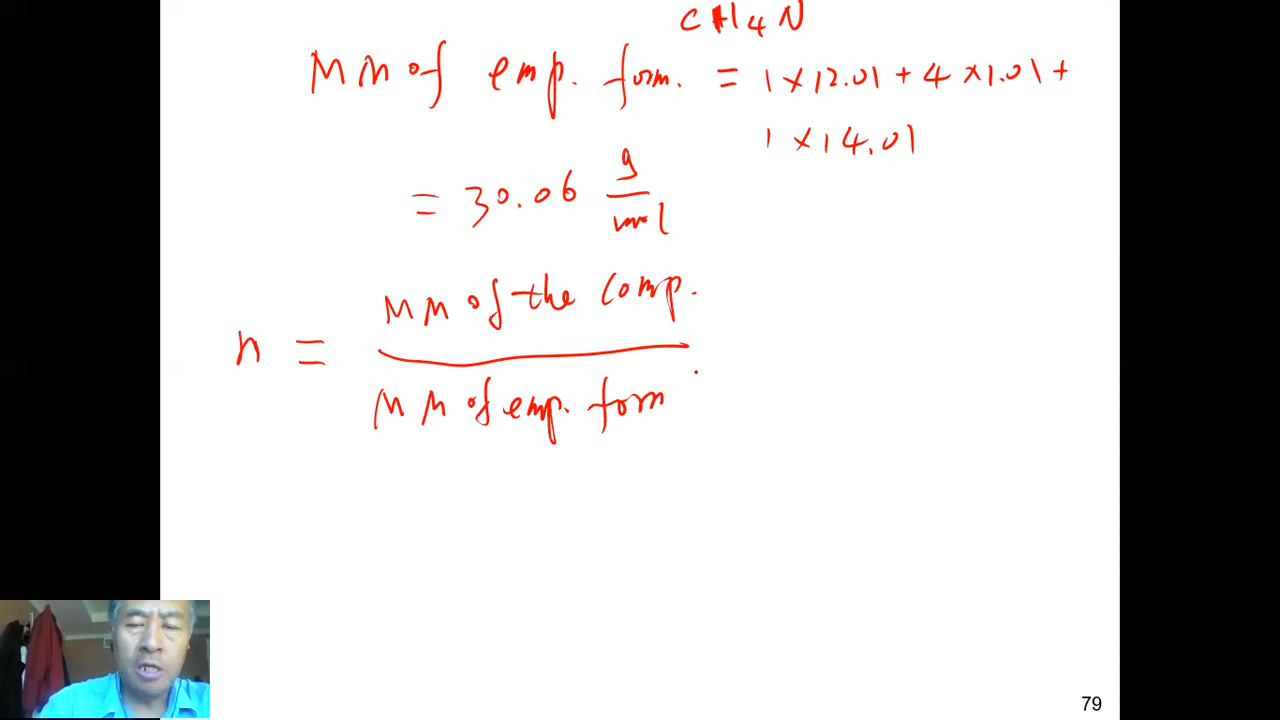 CH4N
MM of emp. form. = 1 × 12.01 + 4 × 1.01 +
1 × 14.01
= 30.06 g/mol
n = MM of the comp. / MM of emp. form
79